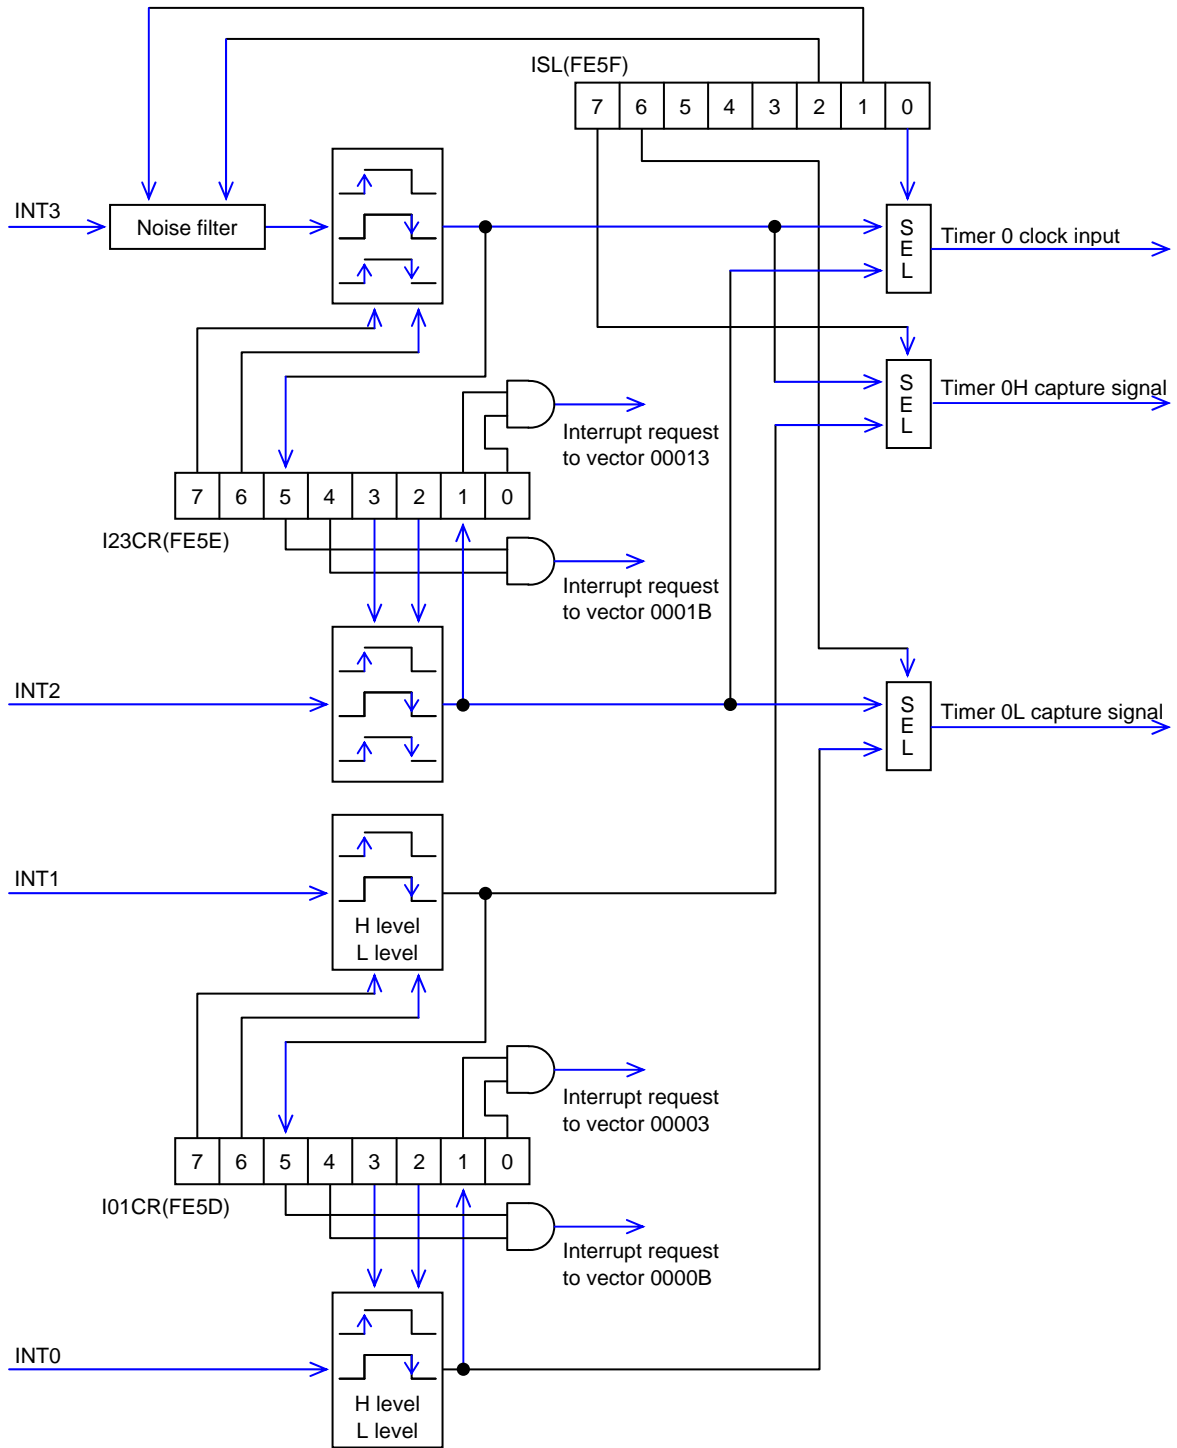 ISL(FE5F)
7 6 5 4 3 2 1 0
INT3
Noise filter
S
E
L
Timer 0 clock input
S
E
L
Timer 0H capture signal
Interrupt request
to vector 00013
7 6 5 4 3 2 1 0
I23CR(FE5E)
Interrupt request
to vector 0001B
INT2
S
E
L
Timer 0L capture signal
INT1
H level
L level
Interrupt request
to vector 00003
7 6 5 4 3 2 1 0
I01CR(FE5D)
Interrupt request
to vector 0000B
INT0
H level
L level